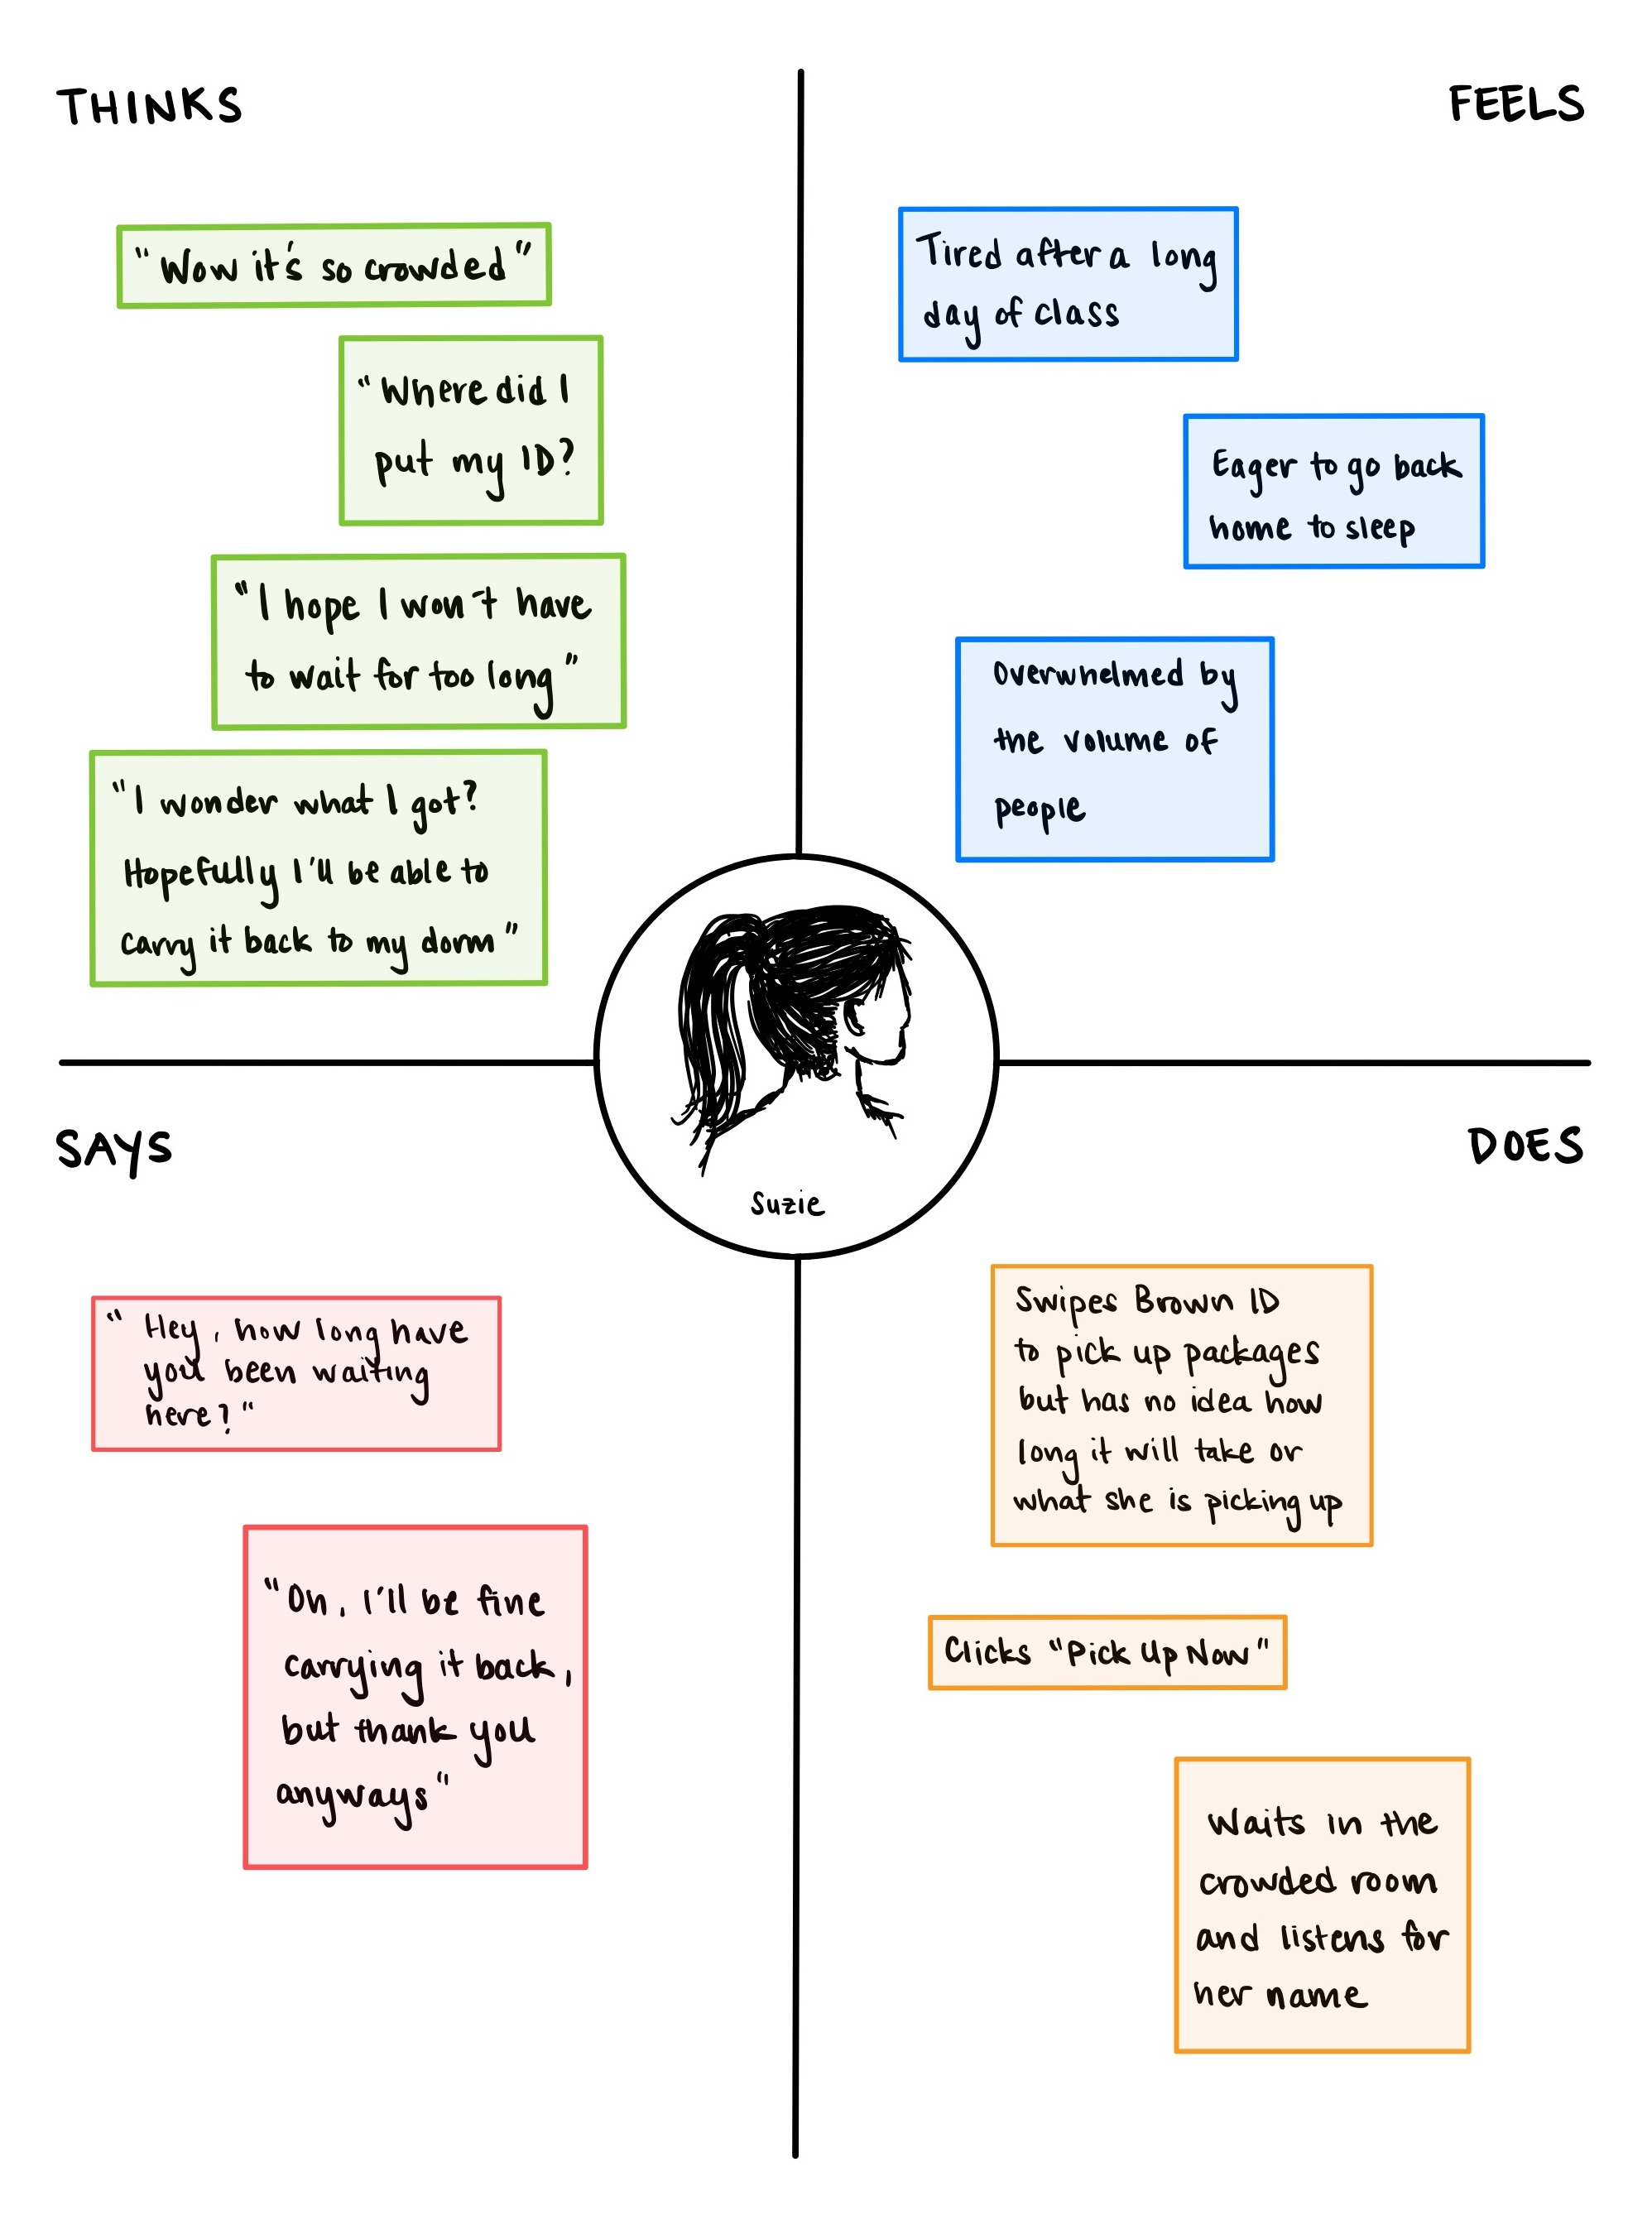 THINKS
"Wow it's so crowded"
"Where did I
put my ID?
"I hope I won't have
to wait for too long"
"I wonder what I got?
Hopefully I'll be able to
carry it back to my dorm"
FEELS
Tired after a long
day of class
Eager to go back
home to sleep
Overwhelmed by
the volume of
people
Suzie
SAYS
"Hey, how long have
you been waiting
here?"
"Oh, I'll be fine
carrying it back,
but thank you
anyways"
DOES
Swipes Brown ID
to pick up packages
but has no idea how
long it will take or
what she is picking up
Clicks "Pick Up Now"
Waits in the
crowded room
and listens for
her name